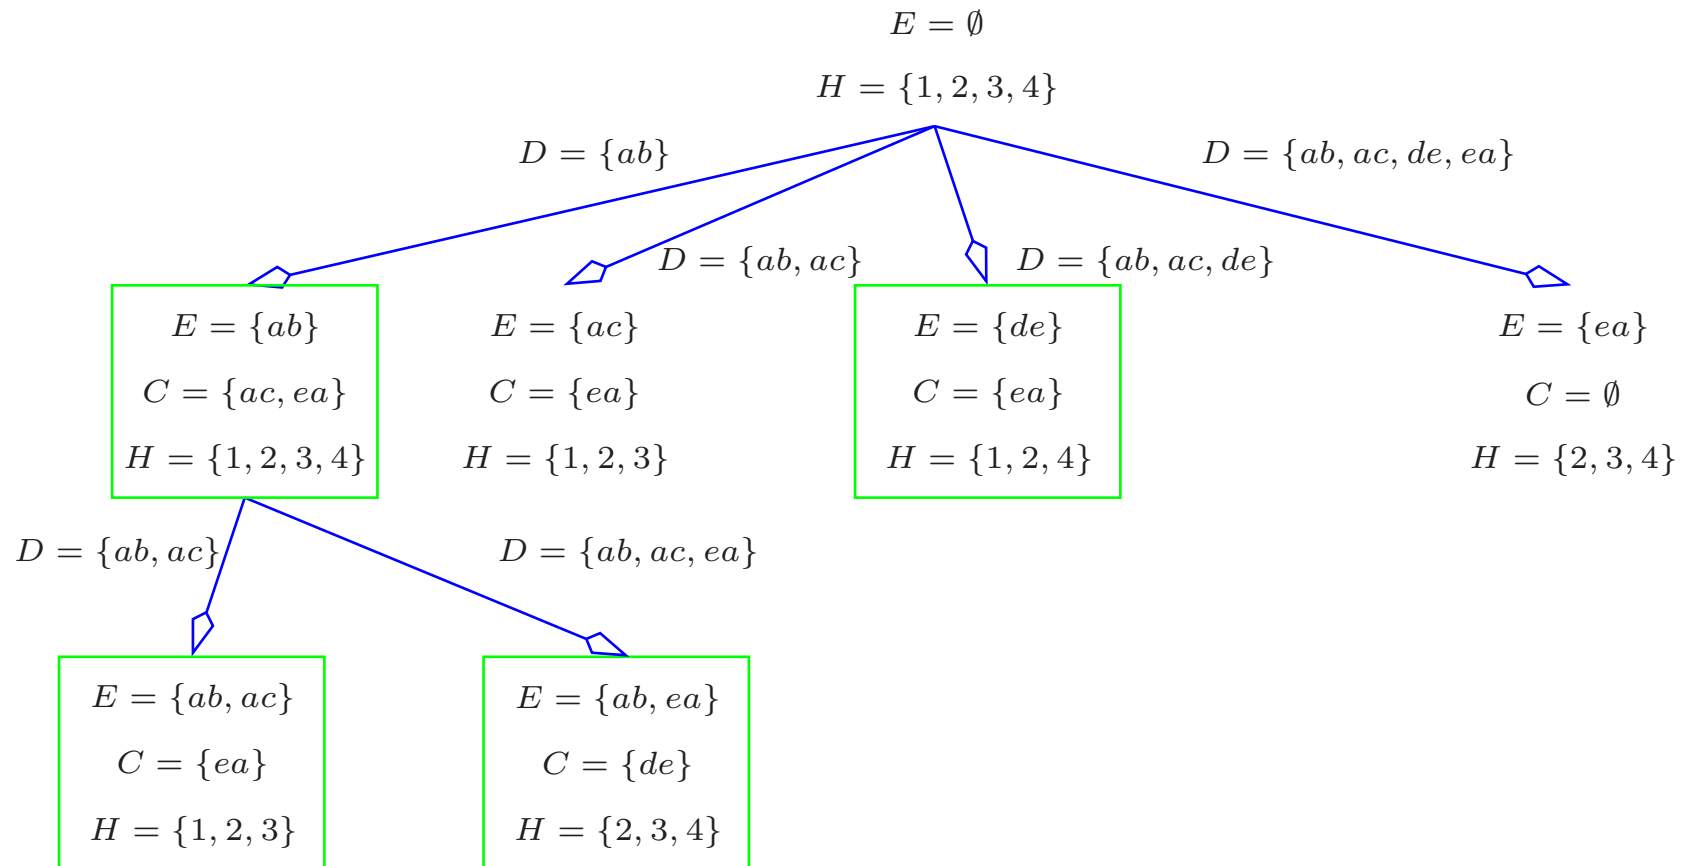 E = ∅
H = {1, 2, 3, 4}
D = {ab}
D = {ab, ac, de, ea}
D = {ab, ac}
D = {ab, ac, de}
E = {ab}
C = {ac, ea}
H = {1, 2, 3, 4}
E = {ac}
C = {ea}
H = {1, 2, 3}
E = {de}
C = {ea}
H = {1, 2, 4}
E = {ea}
C = ∅
H = {2, 3, 4}
D = {ab, ac}
D = {ab, ac, ea}
E = {ab, ac}
C = {ea}
H = {1, 2, 3}
E = {ab, ea}
C = {de}
H = {2, 3, 4}